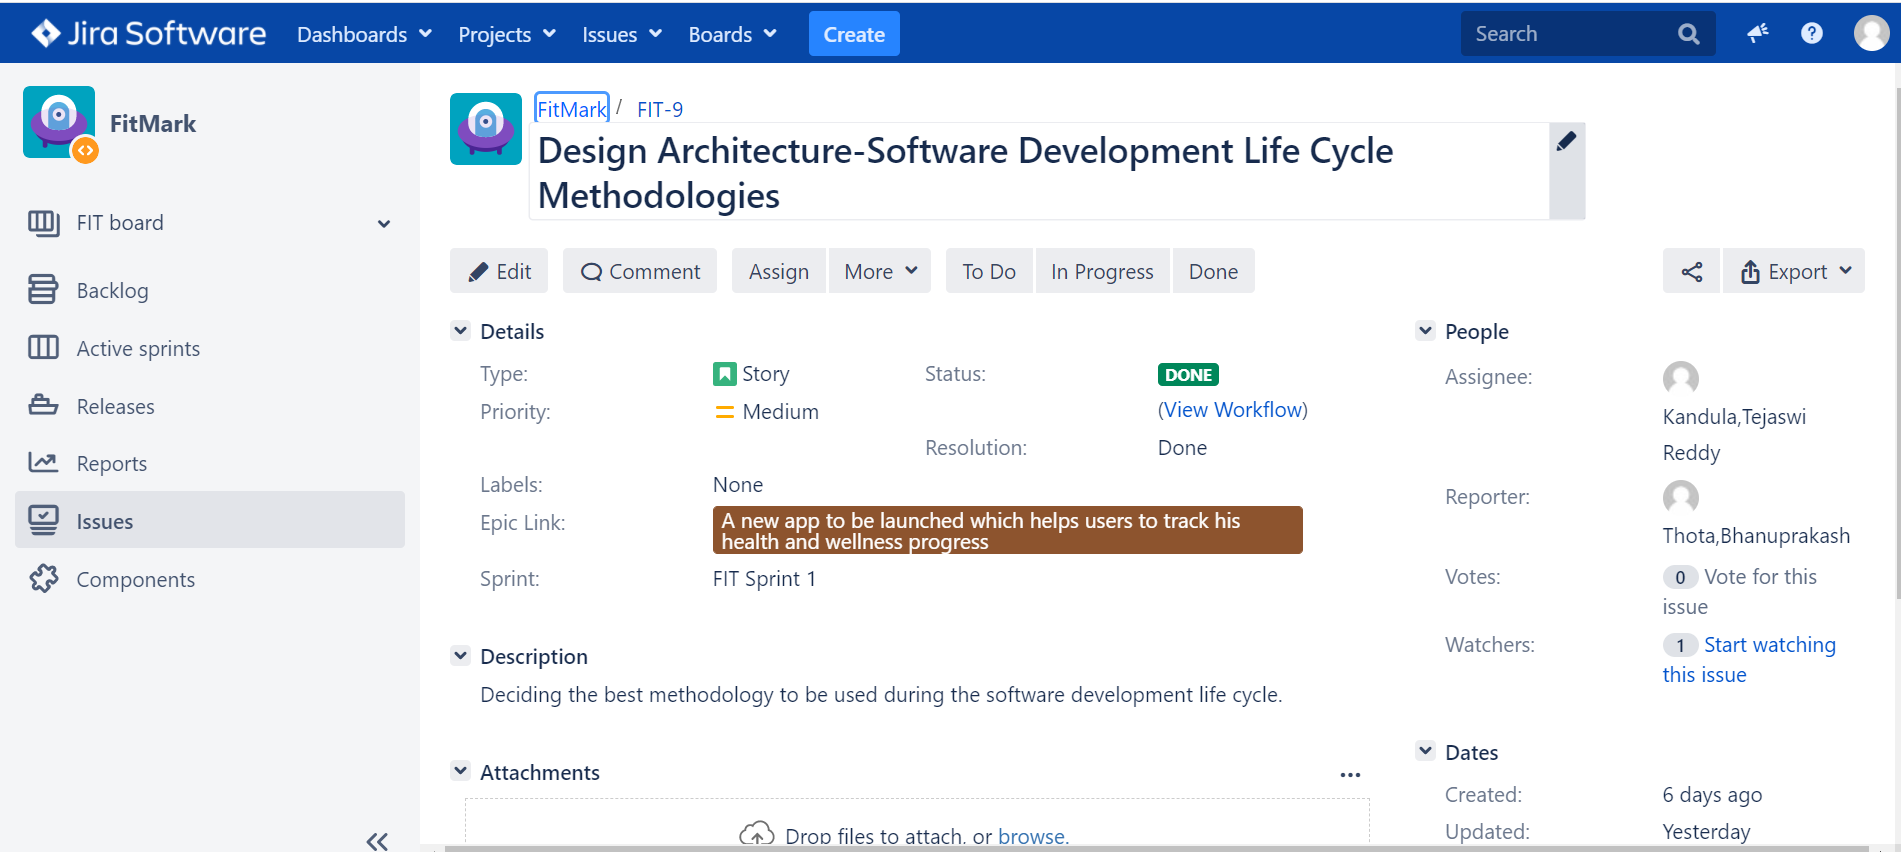 Jira Software Dashboards Projects Issues Boards Create Search
FitMark
FIT board
Backlog
Active sprints
Releases
Reports
Issues
Components
FitMark / FIT-9
Design Architecture-Software Development Life Cycle
Methodologies
Edit Comment Assign More To Do In Progress Done Export
Details
Type: Story Status: DONE
Priority: Medium (View Workflow)
Resolution: Done
Labels: None
Epic Link: A new app to be launched which helps users to track his
health and wellness progress
Sprint: FIT Sprint 1
Description
Deciding the best methodology to be used during the software development life cycle.
Attachments
Drop files to attach, or browse.
People
Assignee:
Kandula,Tejaswi
Reddy
Reporter:
Thota,Bhanuprakash
Votes: 0 Vote for this
issue
Watchers: 1 Start watching
this issue
Dates
Created: 6 days ago
Updated: Yesterday